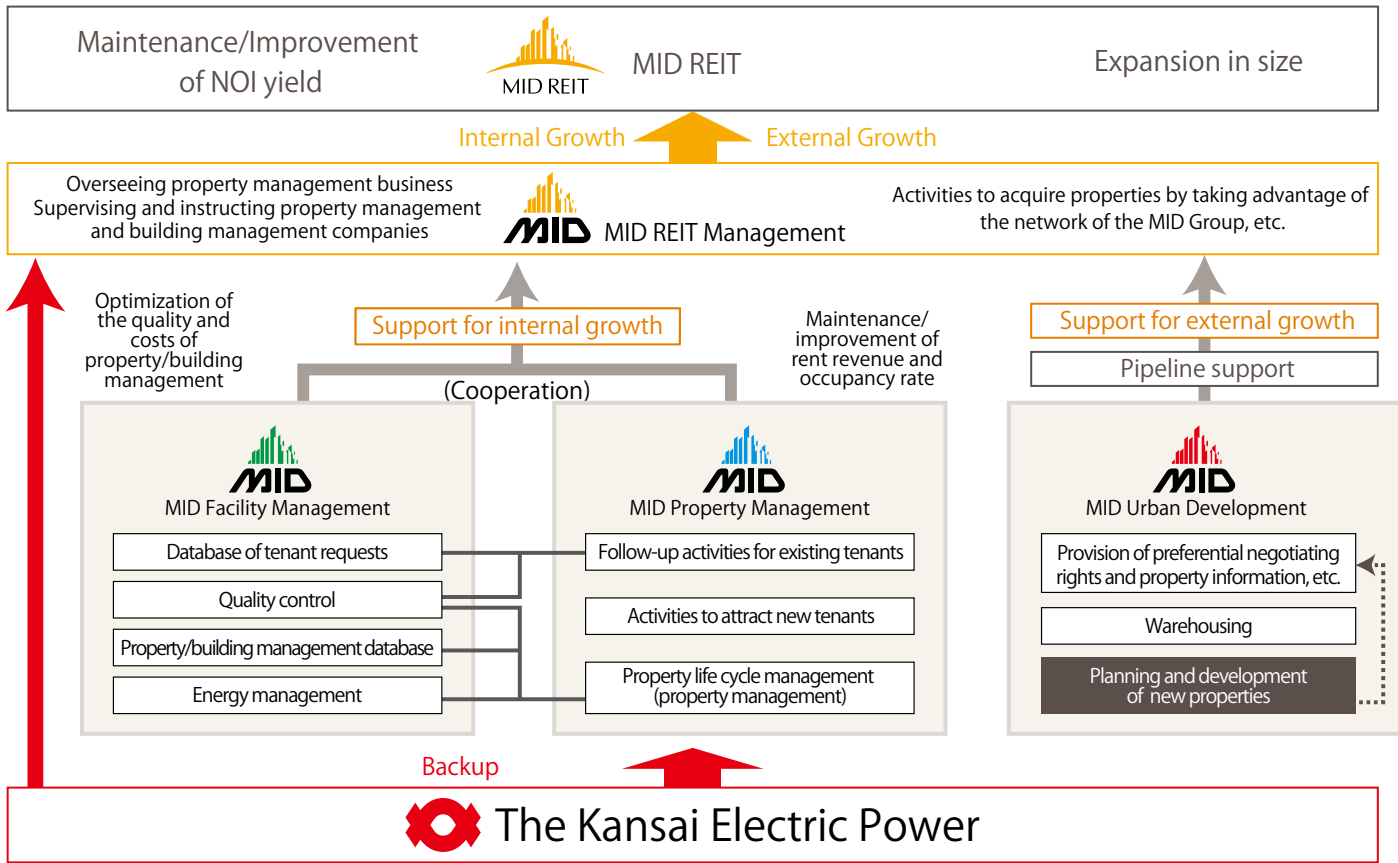 Maintenance/Improvement
of NOI yield
MID REIT
MID REIT
Expansion in size
Internal Growth
External Growth
Overseeing property management business
Supervising and instructing property management
and building management companies
MID
MID REIT Management
Activities to acquire properties by taking advantage of
the network of the MID Group, etc.
Optimization of
the quality and
costs of
property/building
management
Support for internal growth
(Cooperation)
Maintenance/
improvement of
rent revenue and
occupancy rate
Support for external growth
Pipeline support
MID
MID Facility Management
Database of tenant requests
Quality control
Property/building management database
Energy management
MID
MID Property Management
Follow-up activities for existing tenants
Activities to attract new tenants
Property life cycle management
(property management)
MID
MID Urban Development
Provision of preferential negotiating
rights and property information, etc.
Warehousing
Planning and development
of new properties
Backup
The Kansai Electric Power